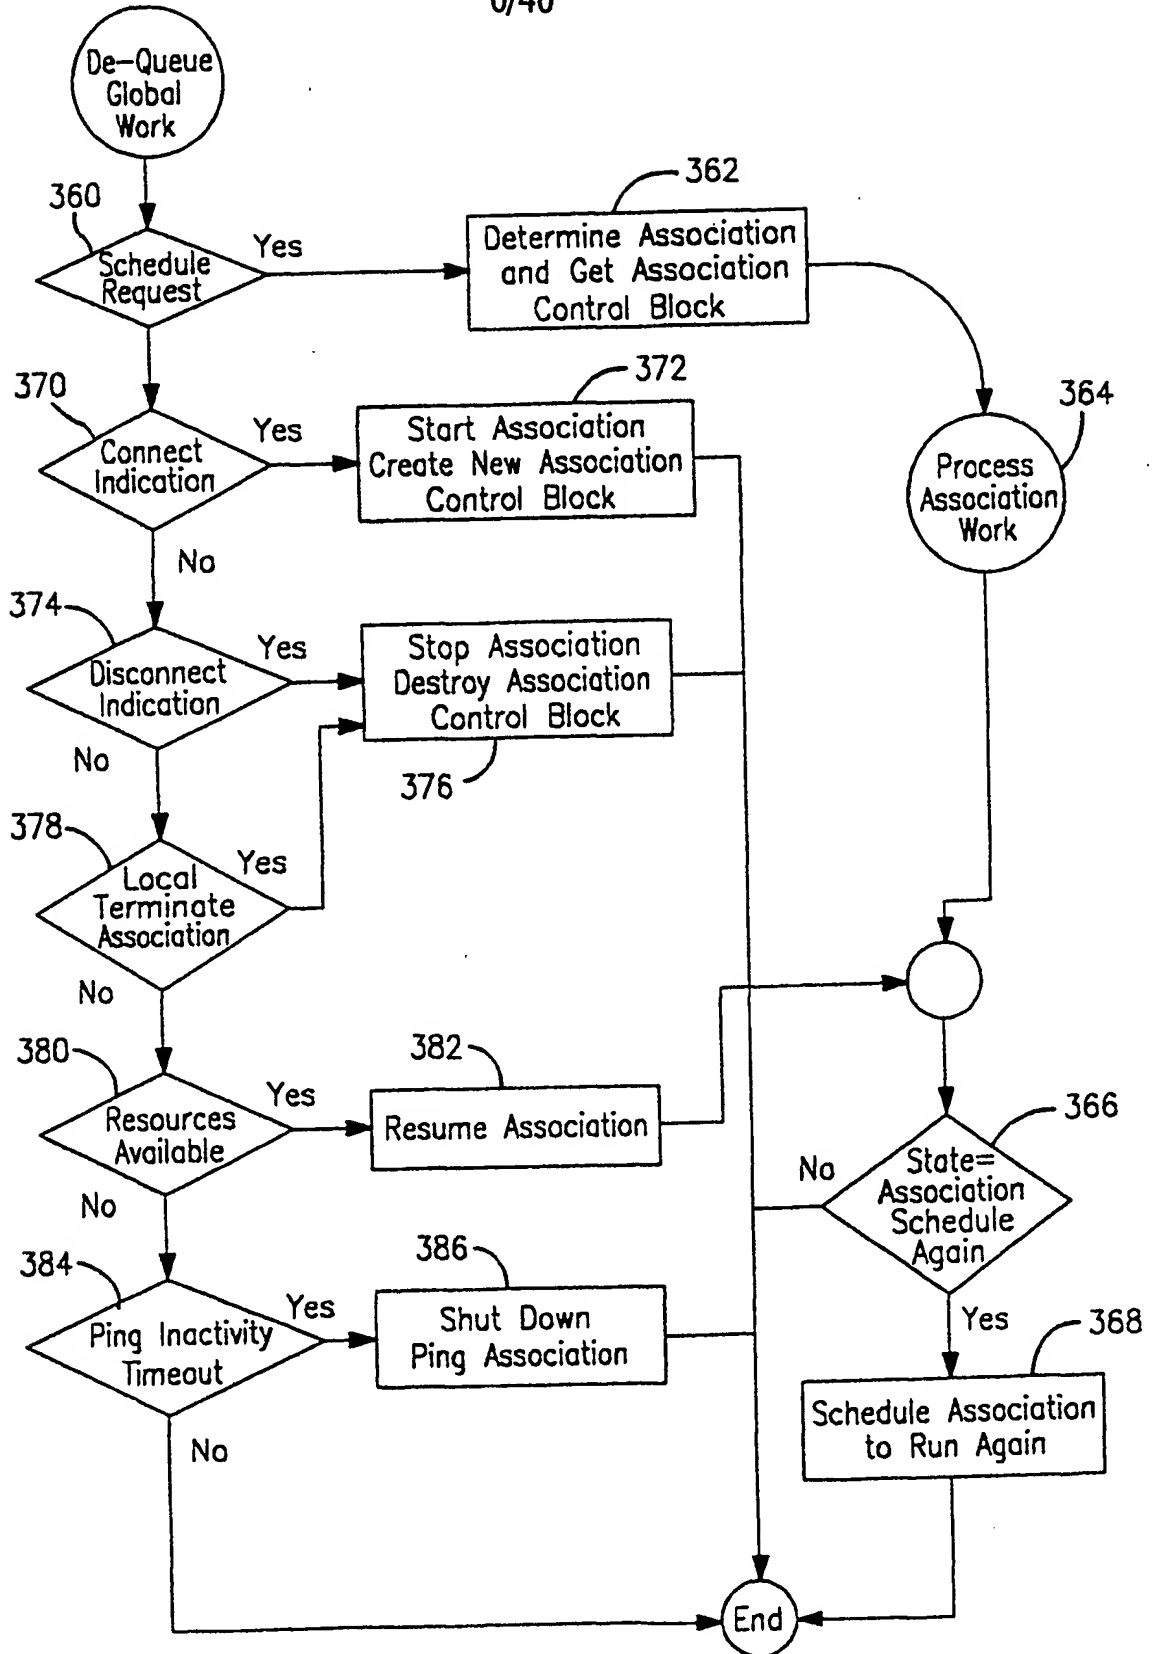 6/40
De-Queue
Global
Work
360
Schedule
Request
Yes
362
Determine Association
and Get Association
Control Block
370
Connect
Indication
Yes
372
Start Association
Create New Association
Control Block
364
Process
Association
Work
No
374
Disconnect
Indication
Yes
Stop Association
Destroy Association
Control Block
376
No
378
Local
Terminate
Association
Yes
No
380
Resources
Available
Yes
382
Resume Association
366
State=
Association
Schedule
Again
No
Yes
No
384
Ping Inactivity
Timeout
Yes
386
Shut Down
Ping Association
368
Schedule Association
to Run Again
No
End